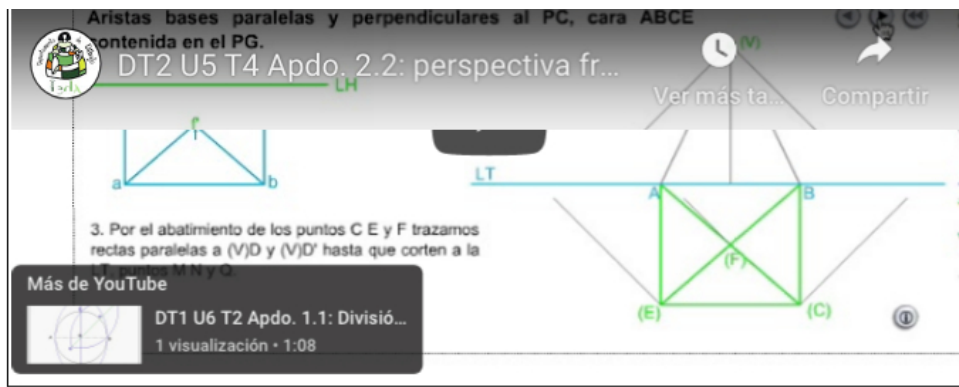 Aristas bases paralelas y perpendiculares al PC, cara ABCE
contenida en el PG.
DT2 U5 T4 Apdo. 2.2: perspectiva fr...
(V)
Ver más ta...
Compartir
LH
f'
a
b
LT
A
B
3. Por el abatimiento de los puntos C E y F trazamos
rectas paralelas a (V)D y (V)D' hasta que corten a la
LT, puntos M N y Q.
(F)
(E)
(C)
Más de YouTube
DT1 U6 T2 Apdo. 1.1: Divisió...
1 visualización • 1:08